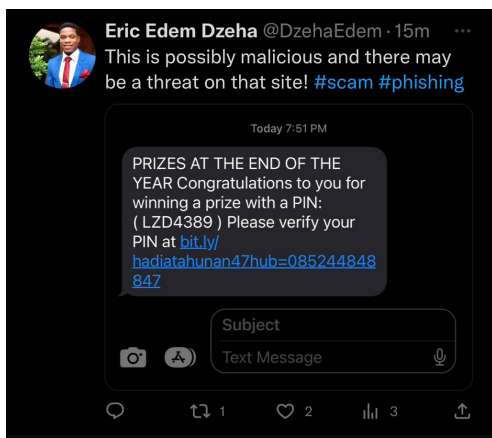 Eric Edem Dzeha @DzehaEdem · 15m ...
This is possibly malicious and there may
be a threat on that site! #scam #phishing
Today 7:51 PM
PRIZES AT THE END OF THE
YEAR Congratulations to you for
winning a prize with a PIN:
( LZD4389 ) Please verify your
PIN at bit.ly/
hadiatahunan47hub=085244848
847
Subject
Text Message
1 2 3